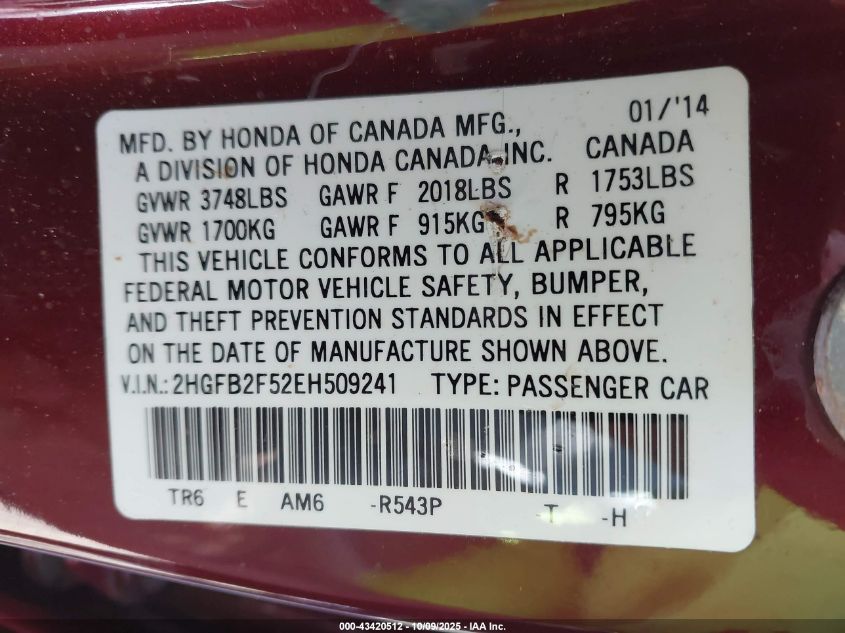 01/'14
MFD. BY HONDA OF CANADA MFG.,
A DIVISION OF HONDA CANADA INC. CANADA
GVWR 3748LBS GAWR F 2018LBS R 1753LBS
GVWR 1700KG GAWR F 915KG R 795KG
THIS VEHICLE CONFORMS TO ALL APPLICABLE
FEDERAL MOTOR VEHICLE SAFETY, BUMPER,
AND THEFT PREVENTION STANDARDS IN EFFECT
ON THE DATE OF MANUFACTURE SHOWN ABOVE.
V.I.N.: 2HGFB2F52EH509241 TYPE: PASSENGER CAR
TR6 E AM6 -R543P T -H
000-43420512 - 10/09/2025 - IAA Inc.